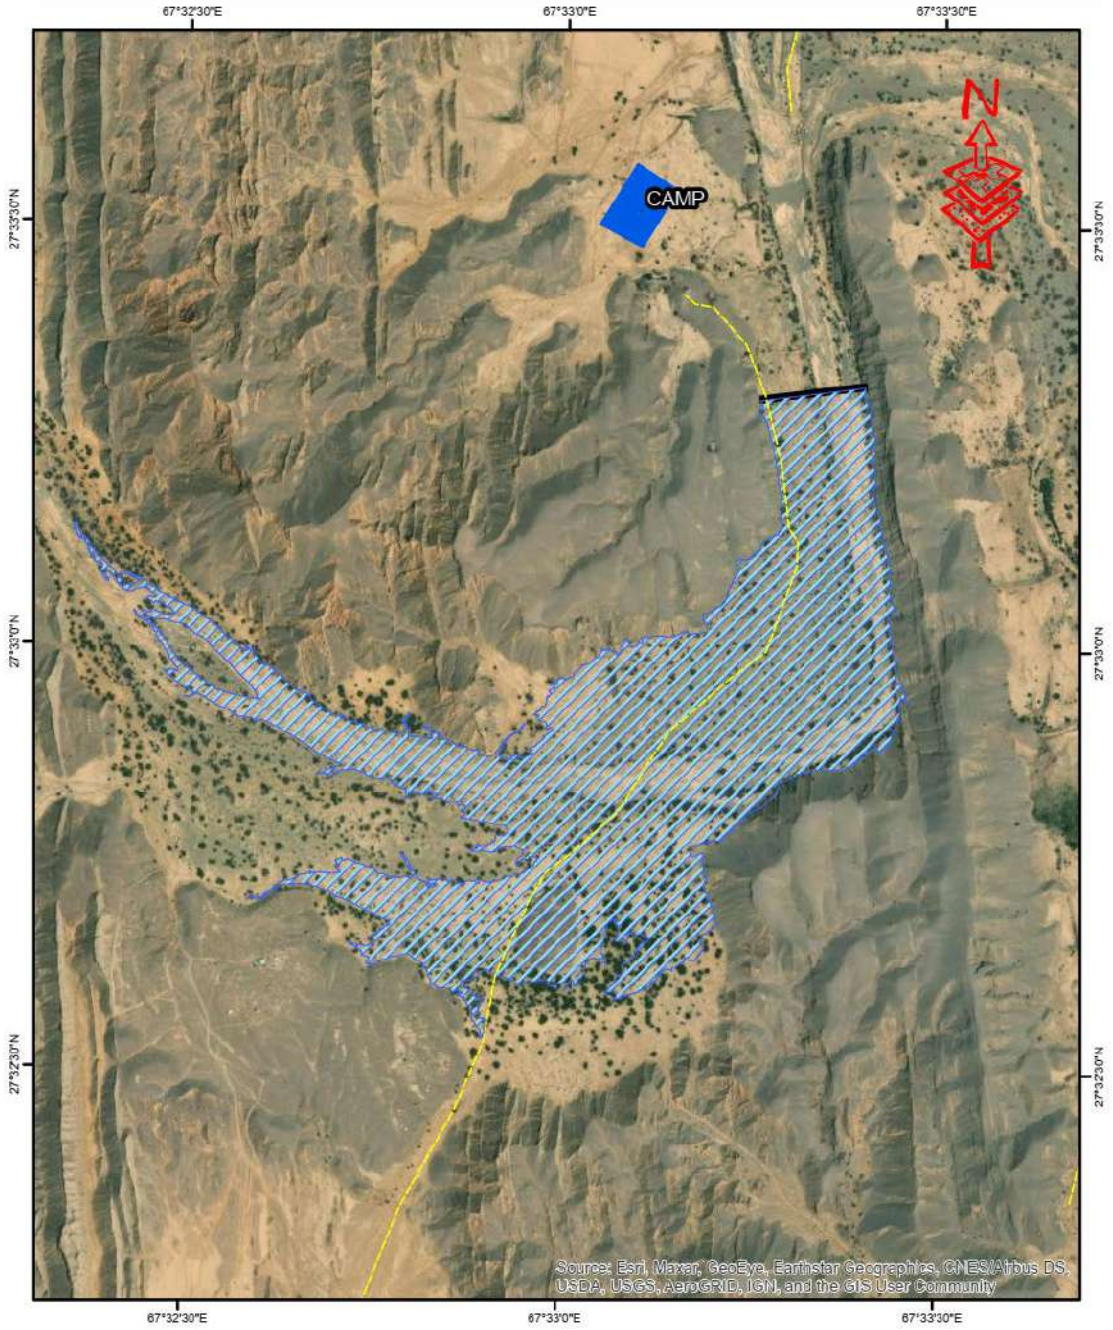 67°32'30"E
67°33'0"E
67°33'30"E
N
CAMP
27°33'30"N
27°33'30"N
27°33'0"N
27°33'0"N
27°32'30"N
27°32'30"N
Source: Esri, Maxar, GeoEye, Earthstar Geographics, CNES/Airbus DS,
USDA, USGS, AeroGRID, IGN, and the GIS User Community
67°32'30"E
67°33'0"E
67°33'30"E